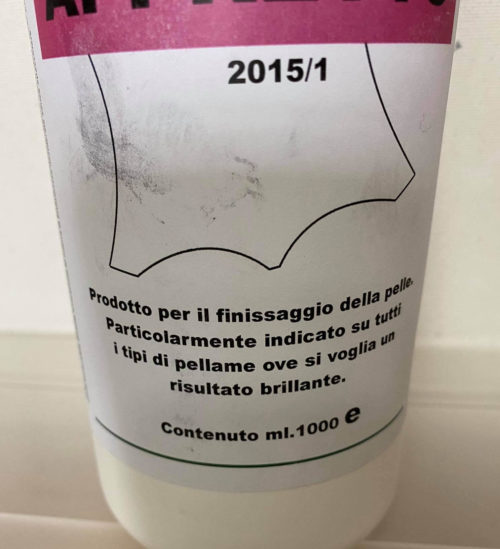 2015/1
Prodotto per il finissaggio della pelle.
Particolarmente indicato su tutti
i tipi di pellame ove si voglia un
risultato brillante.
Contenuto ml.1000 e